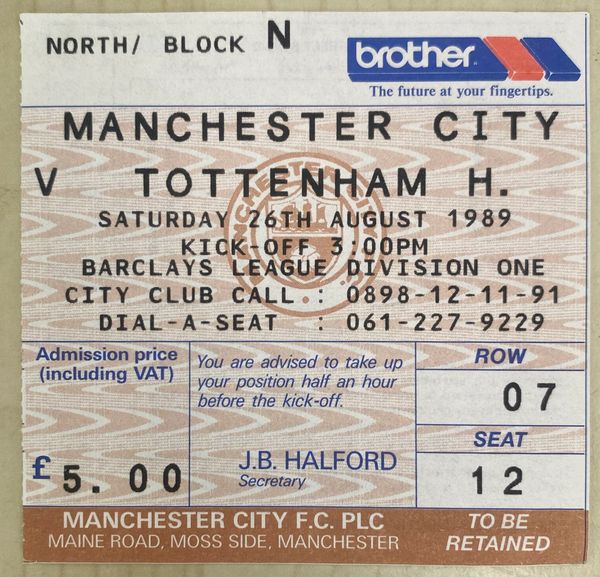 NORTH/ BLOCK N
brother
The future at your fingertips.
MANCHESTER CITY
V TOTTENHAM H.
SATURDAY 26TH AUGUST 1989
KICK-OFF 3:00PM
BARCLAYS LEAGUE DIVISION ONE
CITY CLUB CALL : 0898-12-11-91
DIAL-A-SEAT : 061-227-9229
Admission price
(including VAT)
£5.00
You are advised to take up
your position half an hour
before the kick-off.
J.B. HALFORD
Secretary
ROW
07
SEAT
12
MANCHESTER CITY F.C. PLC
MAINE ROAD, MOSS SIDE, MANCHESTER
TO BE
RETAINED